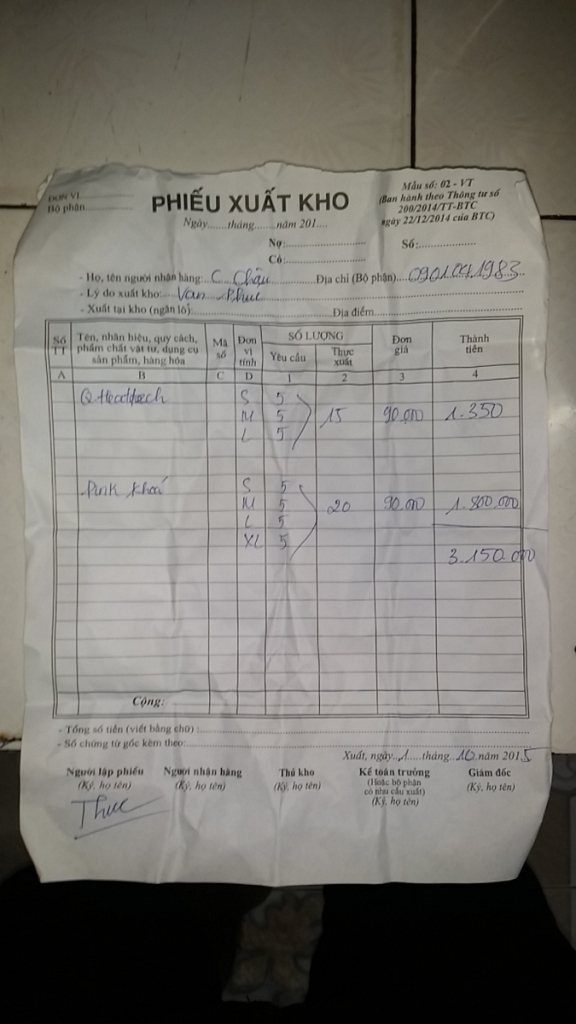 ĐƠN VỊ
Bộ phận
PHIẾU XUẤT KHO
Ngày.......tháng.......năm 201....
Mẫu số: 02 - VT
(Ban hành theo Thông tư số
200/2014/TT-BTC
ngày 22/12/2014 của BTC)
Nợ:
Số:
Có:
- Họ, tên người nhận hàng: C Châu Địa chỉ (Bộ phận) 0901041983
- Lý do xuất kho: Vạn Phúc
- Xuất tại kho (ngăn lô): Địa điểm
Số TT Tên, nhãn hiệu, quy cách, phẩm chất vật tư, dụng cụ sản phẩm, hàng hóa Mã số Đơn vị tính SỐ LƯỢNG Yêu cầu Thực xuất Đơn giá Thành tiền
A B C D 1 2 3 4
S 5
M 5 15 90.000 1.350
L 5
Pink khoá S 5
M 5 20 90.000 1.800.000
L 5
XL 5
3.150.000
Cộng:
- Tổng số tiền (viết bằng chữ) :
- Số chứng từ gốc kèm theo:
Xuất, ngày 1 tháng 10 năm 2015
Người lập phiếu Người nhận hàng Thủ kho Kế toán trưởng Giám đốc
(Ký, họ tên) (Ký, họ tên) (Ký, họ tên) (Hoặc bộ phận có nhu cầu xuất) (Ký, họ tên) (Ký, họ tên)
Thuc